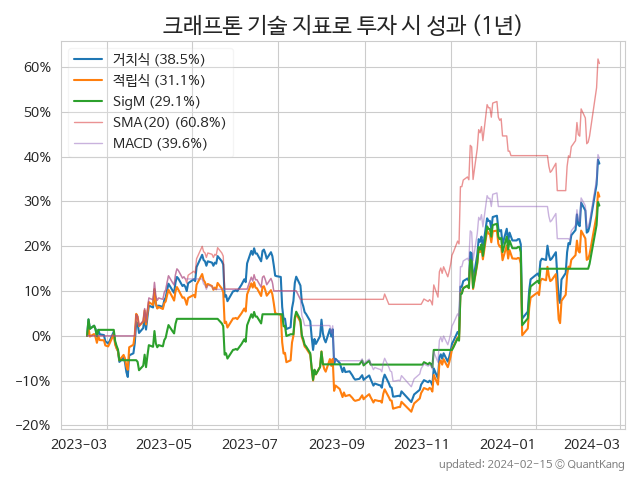 크래프톤 기술 지표로 투자 시 성과 (1년)
거치식 (38.5%)
적립식 (31.1%)
SigM (29.1%)
SMA(20) (60.8%)
MACD (39.6%)
60%
50%
40%
30%
20%
10%
0%
−10%
−20%
2023-03
2023-05
2023-07
2023-09
2023-11
2024-01
2024-03
updated: 2024-02-15 © QuantKang